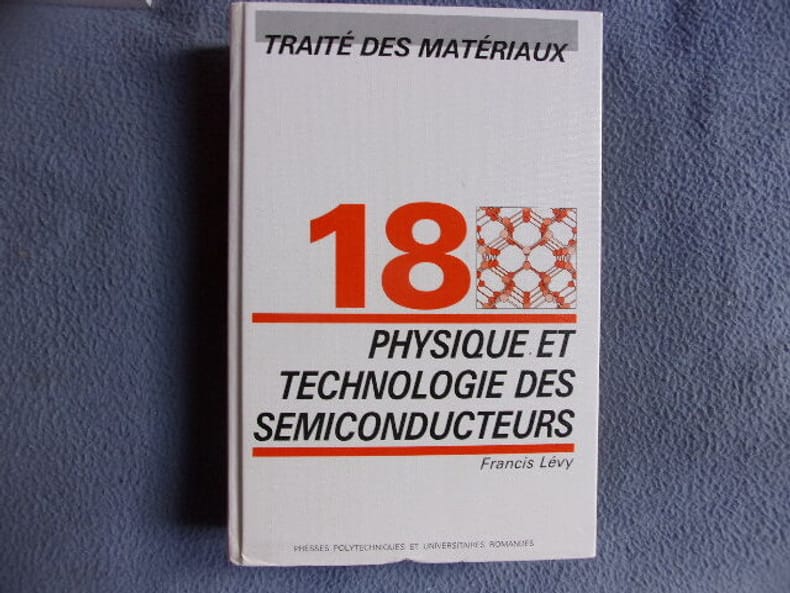 TRAITÉ DES MATÉRIAUX
18
PHYSIQUE ET
TECHNOLOGIE DES
SEMICONDUCTEURS
Francis Lévy
PRESSES POLYTECHNIQUES ET UNIVERSITAIRES ROMANDES